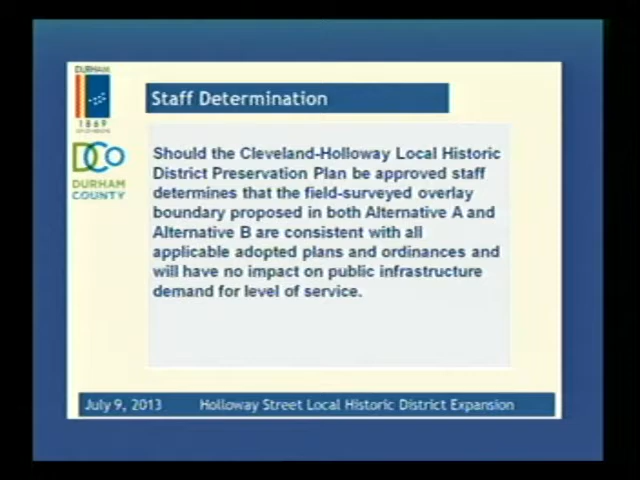 DURHAM
1869
DCO
DURHAM
COUNTY
Staff Determination
Should the Cleveland-Holloway Local Historic
District Preservation Plan be approved staff
determines that the field-surveyed overlay
boundary proposed in both Alternative A and
Alternative B are consistent with all
applicable adopted plans and ordinances and
will have no impact on public infrastructure
demand for level of service.
July 9, 2013 Holloway Street Local Historic District Expansion